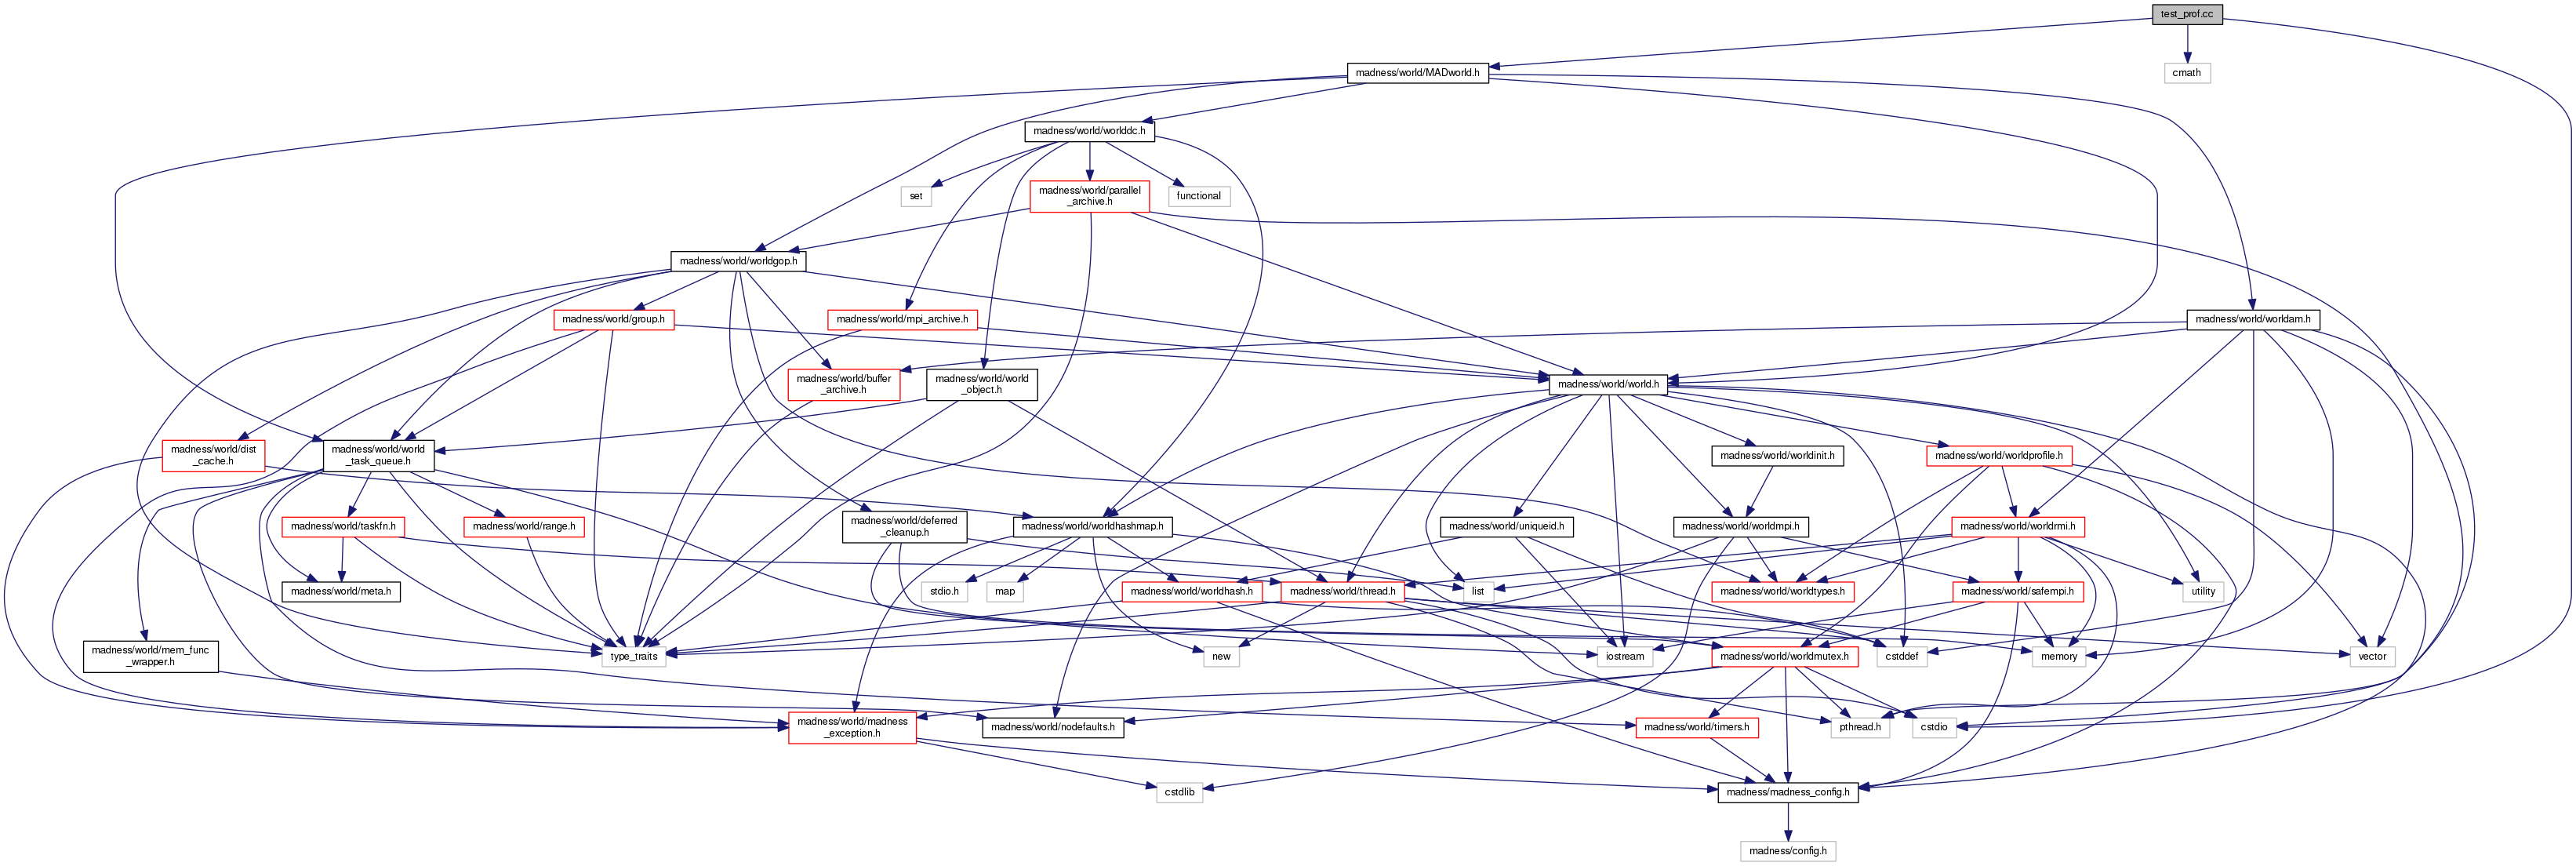 test_prof.cc
madness/world/MADworld.h
cmath
madness/world/worlddc.h
set
madness/world/parallel
_archive.h
functional
madness/world/worldgop.h
madness/world/group.h
madness/world/mpi_archive.h
madness/world/worldam.h
madness/world/buffer
_archive.h
madness/world/world
_object.h
madness/world/world.h
madness/world/dist
_cache.h
madness/world/world
_task_queue.h
madness/world/worldinit.h
madness/world/worldprofile.h
madness/world/taskfn.h
madness/world/range.h
madness/world/deferred
_cleanup.h
madness/world/worldhashmap.h
madness/world/uniqueid.h
madness/world/worldmpi.h
madness/world/worldrmi.h
madness/world/meta.h
stdio.h
map
madness/world/worldhash.h
madness/world/thread.h
list
madness/world/worldtypes.h
madness/world/safempi.h
utility
madness/world/mem_func
_wrapper.h
type_traits
new
iostream
madness/world/worldmutex.h
cstddef
memory
vector
madness/world/madness
_exception.h
madness/world/nodefaults.h
madness/world/timers.h
pthread.h
cstdio
cstdlib
madness/madness_config.h
madness/config.h